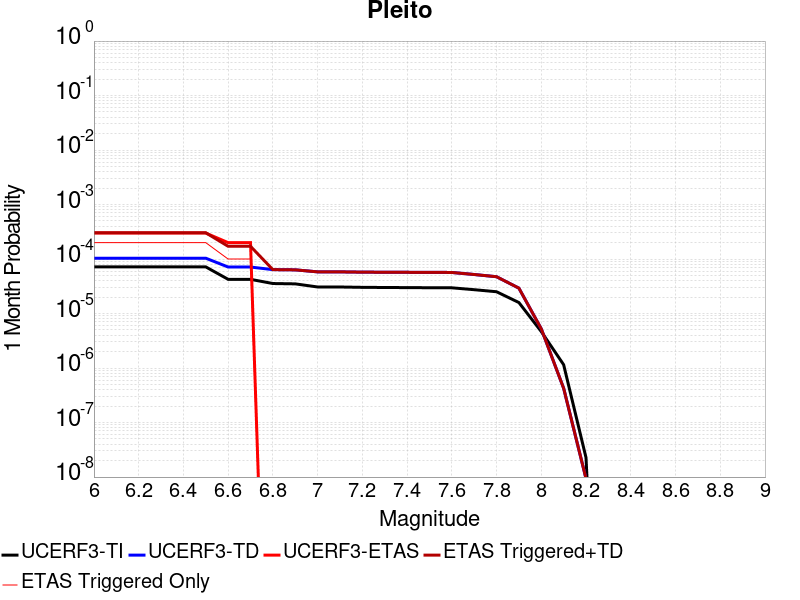 Pleito
10^0
10^-1
10^-2
10^-3
10^-4
10^-5
10^-6
10^-7
10^-8
1 Month Probability
6 6.2 6.4 6.6 6.8 7 7.2 7.4 7.6 7.8 8 8.2 8.4 8.6 8.8 9
Magnitude
UCERF3-TI UCERF3-TD UCERF3-ETAS ETAS Triggered+TD
ETAS Triggered Only